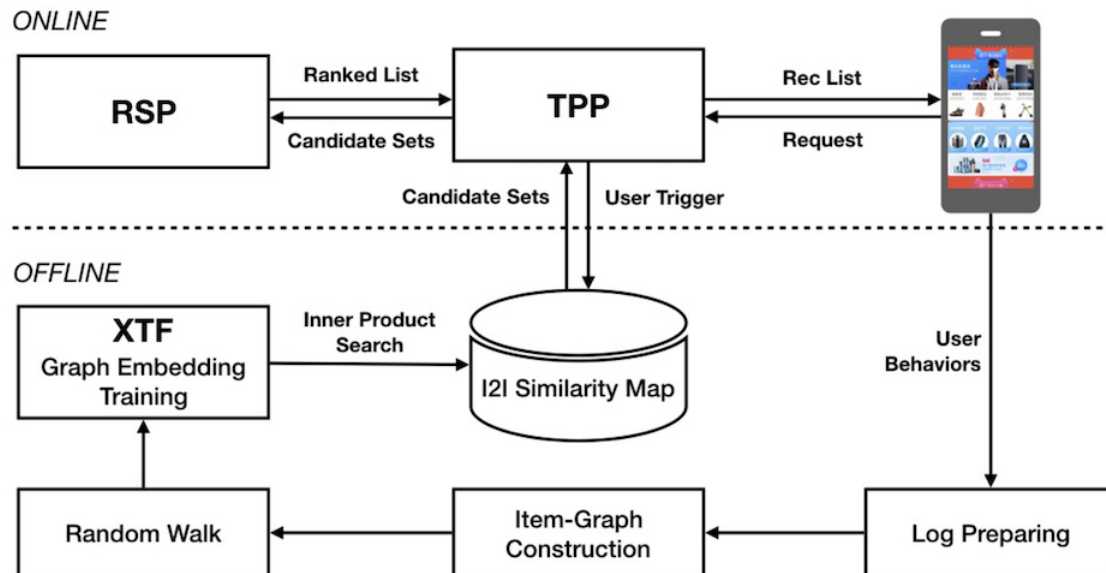 ONLINE
RSP
Ranked List
Candidate Sets
TPP
Rec List
Request
Candidate Sets
User Trigger
OFFLINE
XTF
Graph Embedding
Training
Inner Product
Search
I2I Similarity Map
User
Behaviors
Random Walk
Item-Graph
Construction
Log Preparing